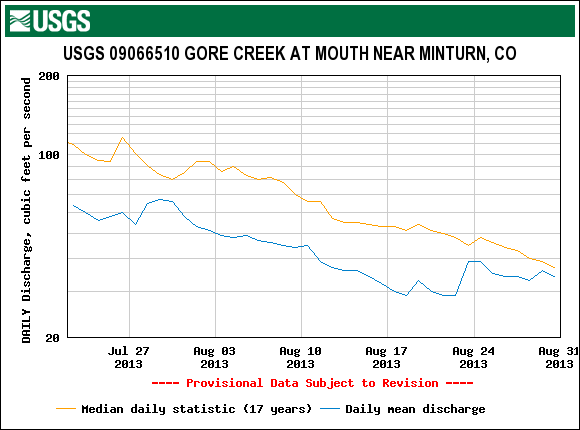 USGS
USGS 09066510 GORE CREEK AT MOUTH NEAR MINTURN, CO
DAILY Discharge, cubic feet per second
200
100
20
Jul 27 2013
Aug 03 2013
Aug 10 2013
Aug 17 2013
Aug 24 2013
Aug 31 2013
---- Provisional Data Subject to Revision ----
Median daily statistic (17 years)
Daily mean discharge